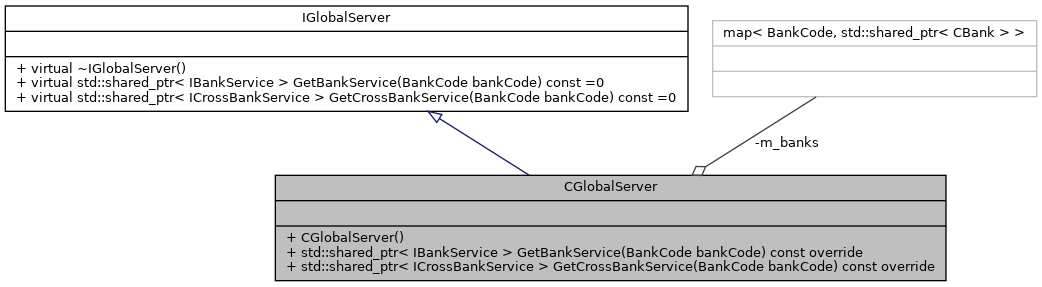 IGlobalServer
+ virtual ~IGlobalServer()
+ virtual std::shared_ptr< IBankService > GetBankService(BankCode bankCode) const =0
+ virtual std::shared_ptr< ICrossBankService > GetCrossBankService(BankCode bankCode) const =0
map< BankCode, std::shared_ptr< CBank > >
-m_banks
CGlobalServer
+ CGlobalServer()
+ std::shared_ptr< IBankService > GetBankService(BankCode bankCode) const override
+ std::shared_ptr< ICrossBankService > GetCrossBankService(BankCode bankCode) const override